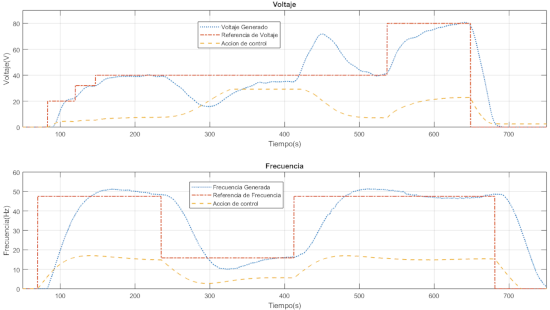 Voltaje
Voltaje(V)
80
60
40
20
0
Voltaje Generado
Referencia de Voltaje
Accion de control
100
200
300
400
500
600
700
Tiempo(s)
Frecuencia
Frecuencia(Hz)
60
50
40
30
20
10
0
Frecuencia Generada
Referencia de Frecuencia
Accion de control
100
200
300
400
500
600
700
Tiempo(s)